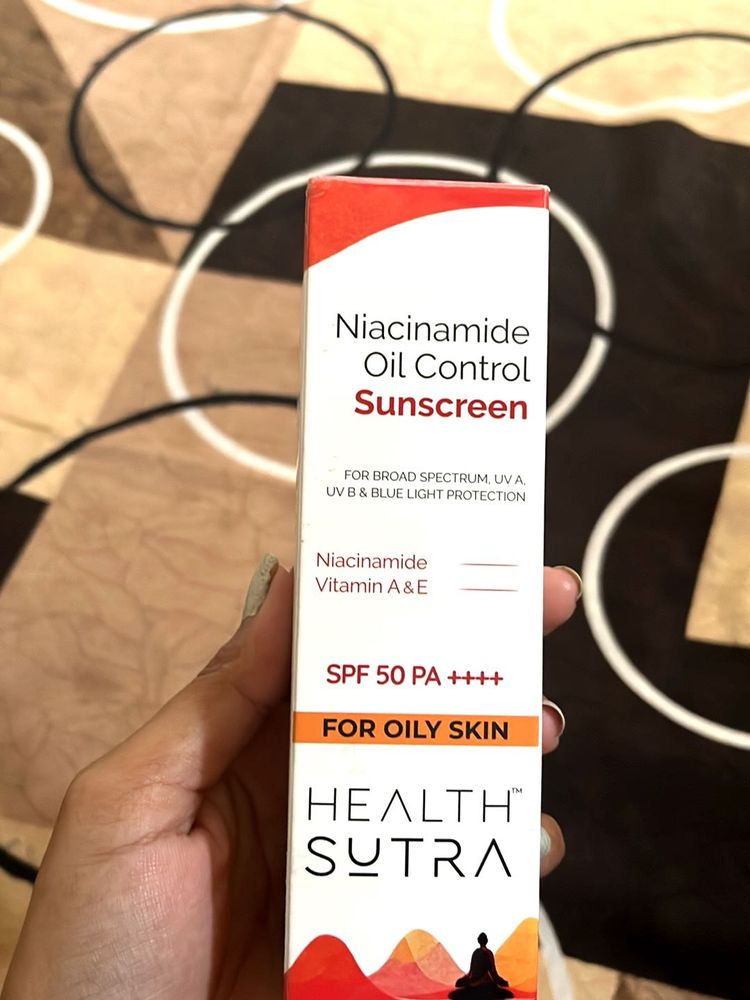 Niacinamide
Oil Control
Sunscreen
FOR BROAD SPECTRUM, UV A,
UV B & BLUE LIGHT PROTECTION
Niacinamide
Vitamin A & E
SPF 50 PA ++++
FOR OILY SKIN
HEALTH™
SUTRA